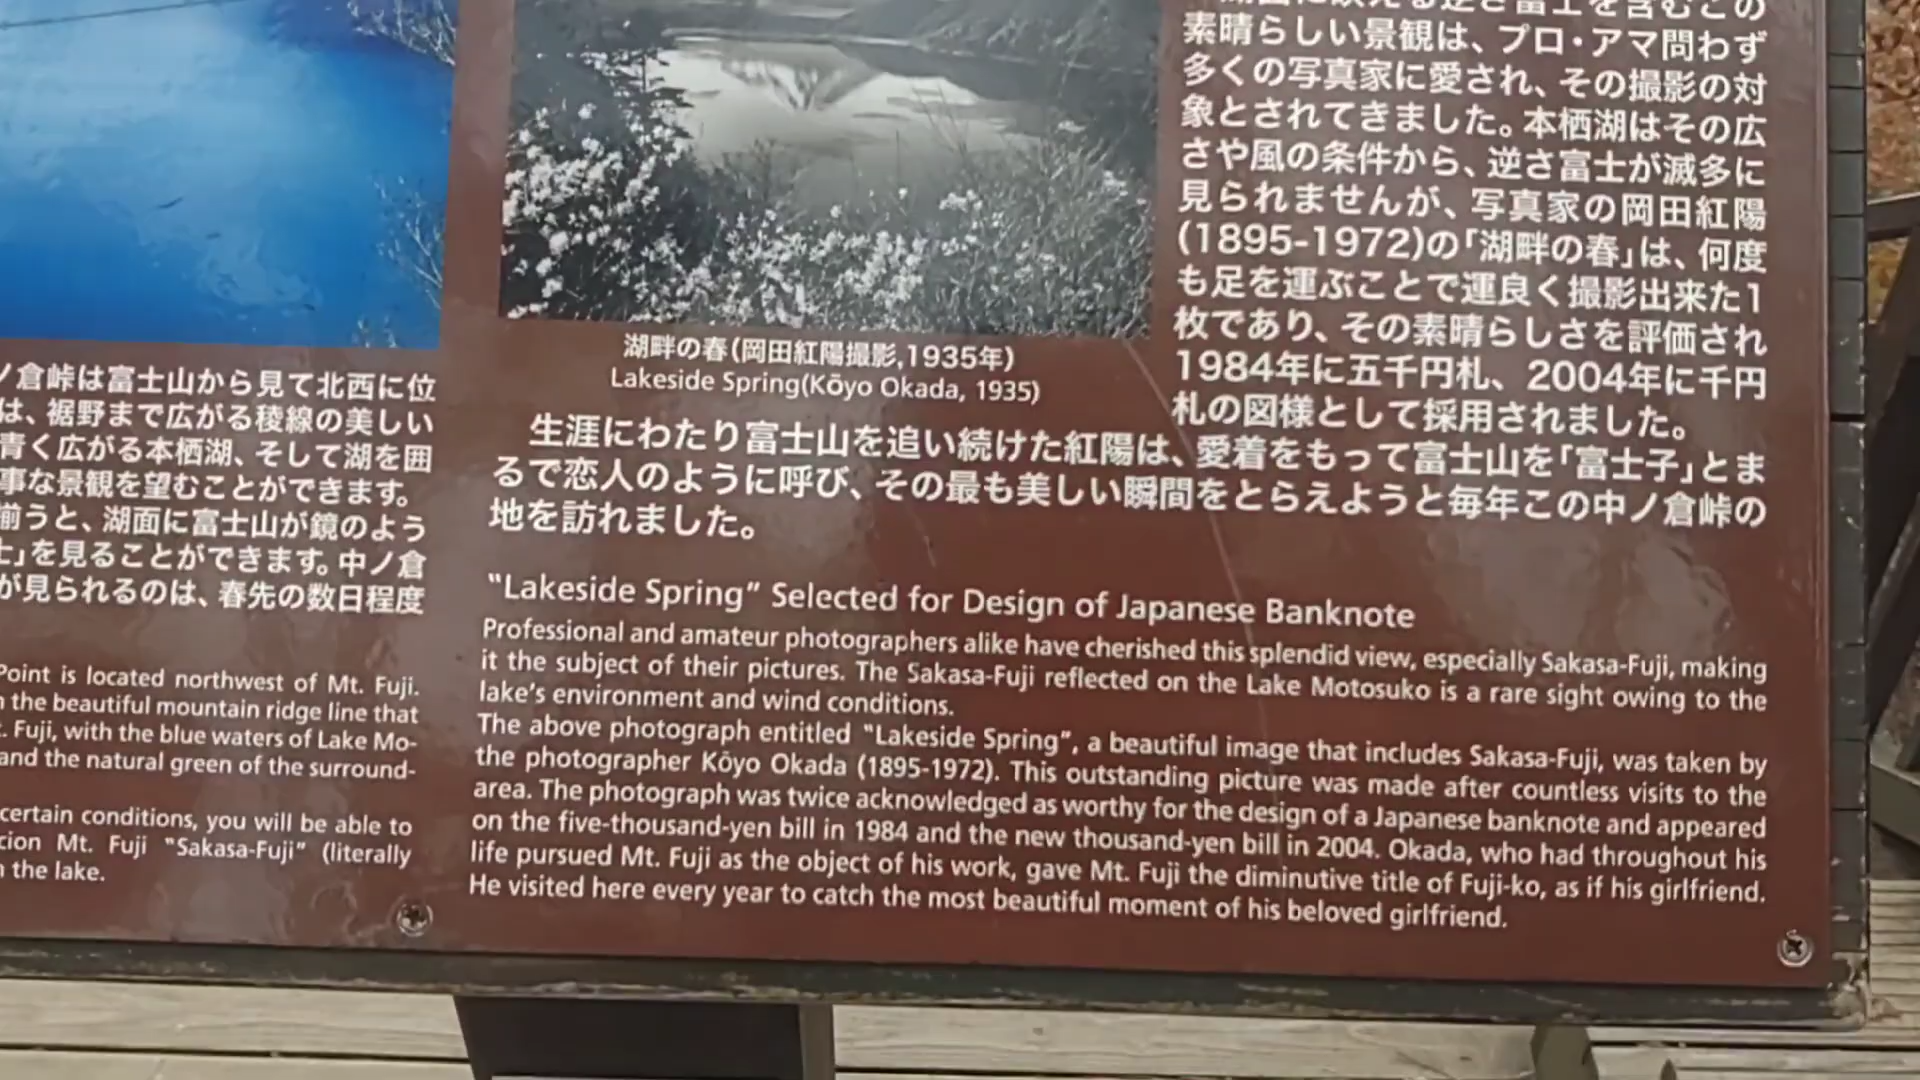 ノ倉峠は富士山から見て北西に位
は、裾野まで広がる稜線の美しい
青く広がる本栖湖、そして湖を囲
事な景観を望むことができます。
揃うと、湖面に富士山が鏡のよう
士」を見ることができます。中ノ倉
が見られるのは、春先の数日程度
Point is located northwest of Mt. Fuji.
the beautiful mountain ridge line that
. Fuji, with the blue waters of Lake Mo-
and the natural green of the surround-
certain conditions, you will be able to
cion Mt. Fuji "Sakasa-Fuji" (literally
the lake.
湖畔の春(岡田紅陽撮影,1935年)
Lakeside Spring(Kōyo Okada, 1935)
逆さ富士を含むこの
素晴らしい景観は、プロ・アマ問わず
多くの写真家に愛され、その撮影の対
象とされてきました。本栖湖はその広
さや風の条件から、逆さ富士が滅多に
見られませんが、写真家の岡田紅陽
(1895-1972)の「湖畔の春」は、何度
も足を運ぶことで運良く撮影出来た1
枚であり、その素晴らしさを評価され
1984年に五千円札、2004年に千円
札の図様として採用されました。
生涯にわたり富士山を追い続けた紅陽は、愛着をもって富士山を「富士子」とま
るで恋人のように呼び、その最も美しい瞬間をとらえようと毎年この中ノ倉峠の
地を訪れました。
"Lakeside Spring" Selected for Design of Japanese Banknote
Professional and amateur photographers alike have cherished this splendid view, especially Sakasa-Fuji, making
it the subject of their pictures. The Sakasa-Fuji reflected on the Lake Motosuko is a rare sight owing to the
lake's environment and wind conditions.
The above photograph entitled "Lakeside Spring", a beautiful image that includes Sakasa-Fuji, was taken by
the photographer Kōyo Okada (1895-1972). This outstanding picture was made after countless visits to the
area. The photograph was twice acknowledged as worthy for the design of a Japanese banknote and appeared
on the five-thousand-yen bill in 1984 and the new thousand-yen bill in 2004. Okada, who had throughout his
life pursued Mt. Fuji as the object of his work, gave Mt. Fuji the diminutive title of Fuji-ko, as if his girlfriend.
He visited here every year to catch the most beautiful moment of his beloved girlfriend.